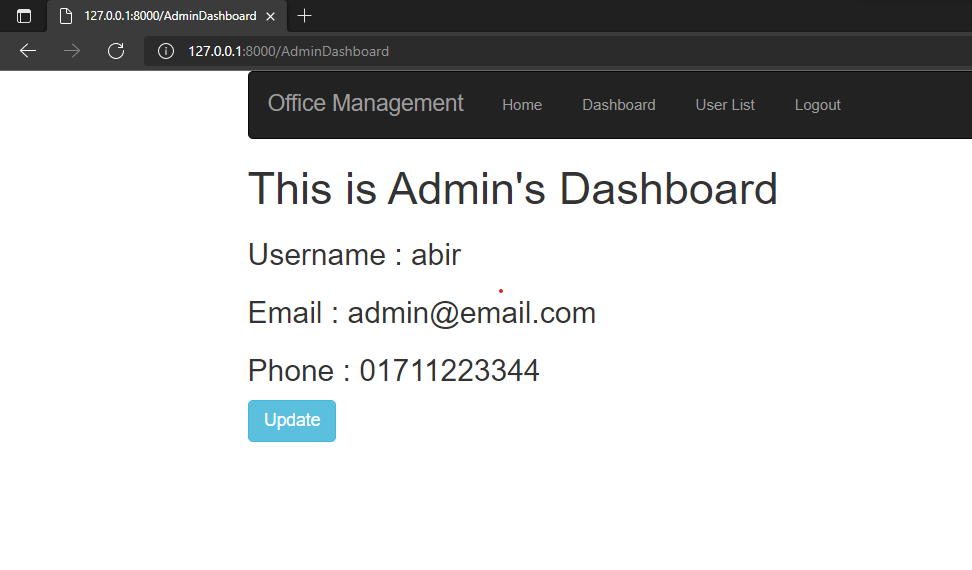 127.0.0.1:8000/AdminDashboard
127.0.0.1:8000/AdminDashboard
Office Management Home Dashboard User List Logout
This is Admin's Dashboard
Username : abir
Email : admin@email.com
Phone : 01711223344
Update